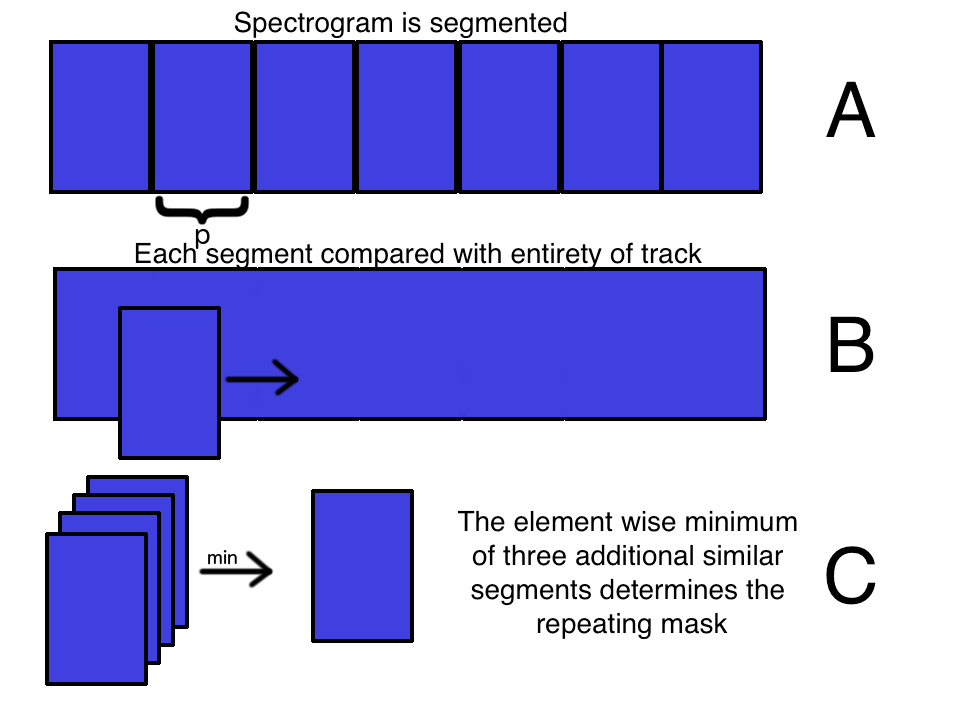 Spectrogram is segmented
A
p
Each segment compared with entirety of track
B
min
The element wise minimum
of three additional similar
segments determines the
repeating mask
C